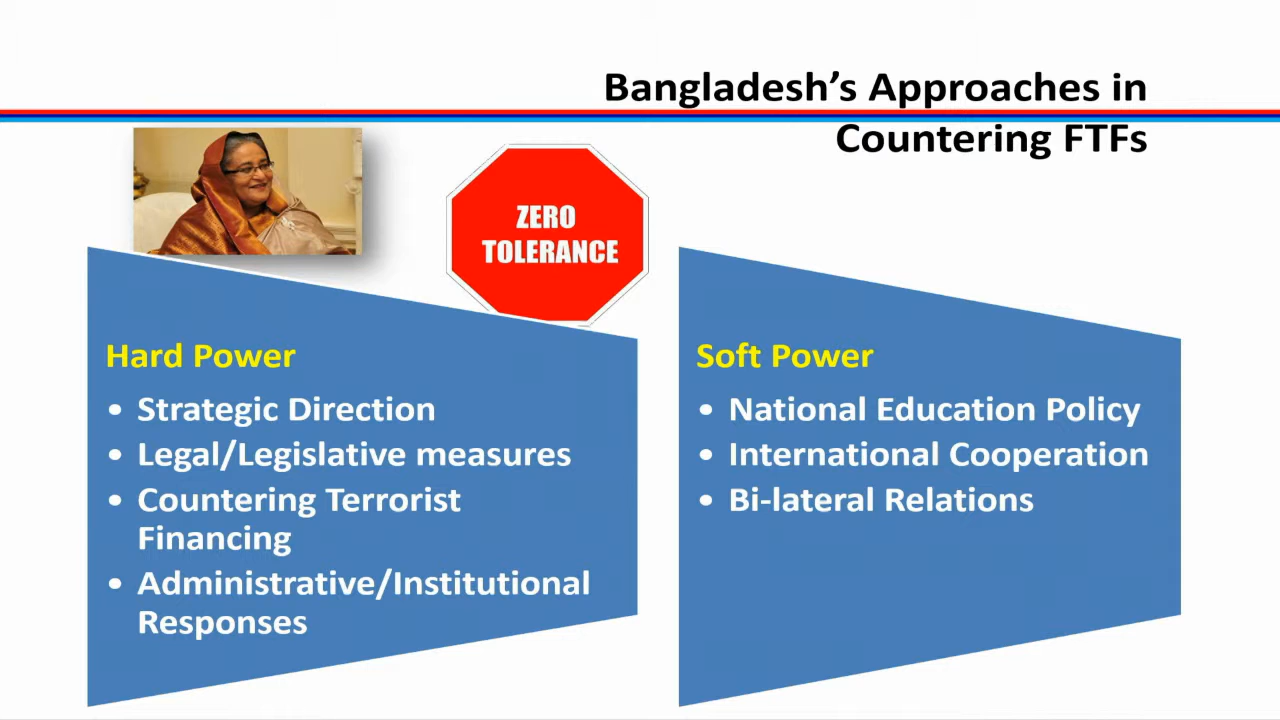 Bangladesh's Approaches in
Countering FTFs
ZERO
TOLERANCE
Hard Power
• Strategic Direction
• Legal/Legislative measures
• Countering Terrorist
Financing
• Administrative/Institutional
Responses
Soft Power
• National Education Policy
• International Cooperation
• Bi-lateral Relations